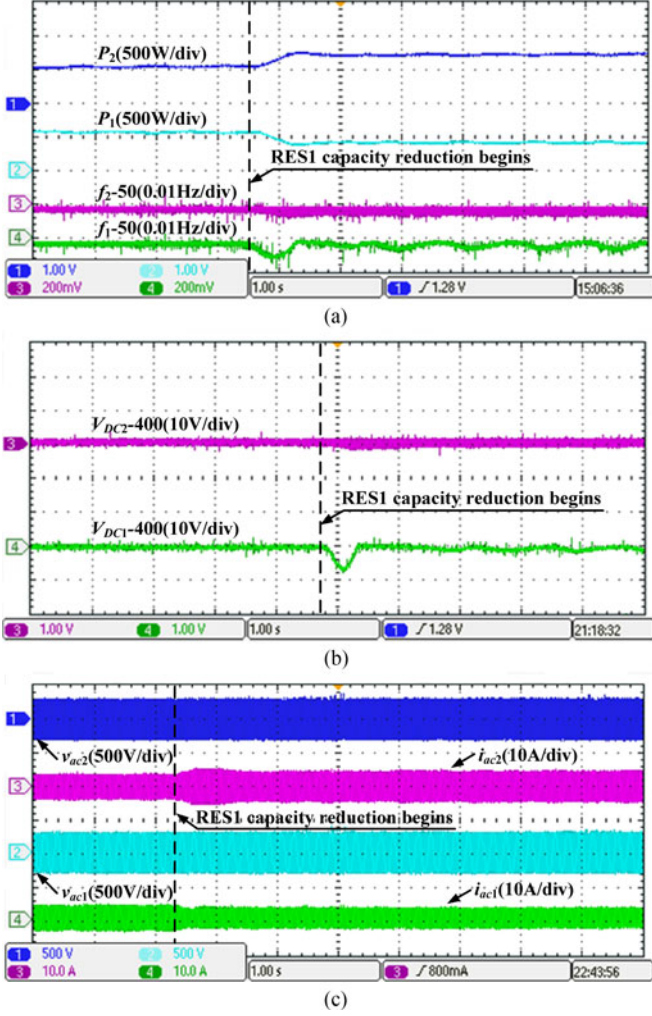 P2(500W/div)
1
P1(500W/div)
RES1 capacity reduction begins
2
f2-50(0.01Hz/div)
3
f1-50(0.01Hz/div)
4
1 1.00 V 2 1.00 V
3 200mV 4 200mV 1.00 s 1 1.28 V 15:06:36
(a)
VDC2-400(10V/div)
3
RES1 capacity reduction begins
VDC1-400(10V/div)
4
3 1.00 V 4 1.00 V 1.00 s 1 1.28 V 21:18:32
(b)
1
vac2(500V/div) iac2(10A/div)
3
RES1 capacity reduction begins
2
vac1(500V/div) iac1(10A/div)
4
1 500 V 2 500 V
3 10.0 A 4 10.0 A 1.00 s 3 800mA 22:43:56
(c)